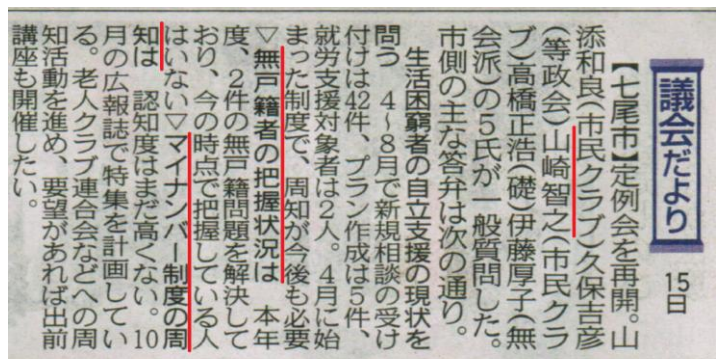 議会だより
15日
【七尾市】定例会を再開。山
添和良(市民クラブ)久保吉彦
(等政会)山崎智之(市民クラ
ブ)高橋正浩(礎)伊藤厚子(無
会派)の5氏が一般質問した。
市側の主な答弁は次の通り。
生活困窮者の自立支援の現状を
問う 4~8月で新規相談の受け
付けは42件、プラン作成は5件、
就労支援対象者は2人。4月に始
まった制度で、周知が今後も必要
▽無戸籍者の把握状況は 本年
度、2件の無戸籍問題を解決して
おり、今の時点で把握している人
はいない▽マイナンバー制度の周
知は 認知度はまだ高くない。10
月の広報誌で特集を計画してい
る。老人クラブ連合会などへの周
知活動を進め、要望があれば出前
講座も開催したい。